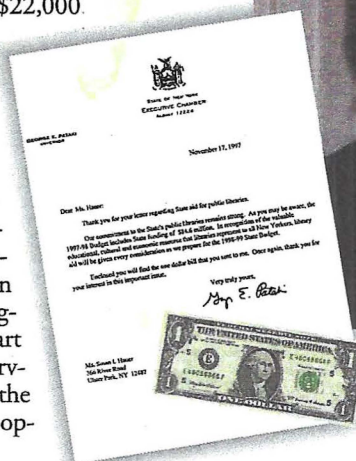 $22,000.
STATE OF NEW YORK
EXECUTIVE CHAMBER
ALBANY 12224
GEORGE E. PATAKI
GOVERNOR
November 17, 1997
Dear Ms. Hauer:
Thank you for your letter regarding State aid for public libraries.
Our commitment to the State's public libraries remains strong. As you may be aware, the
1997-98 Budget includes State funding of $84.6 million. In recognition of the valuable
educational, cultural and economic resource that libraries represent to all New Yorkers, library
aid will be given every consideration as we prepare for the 1998-99 State Budget.
Enclosed you will find the one dollar bill that you sent to me. Once again, thank you for
your interest in this important issue.
Very truly yours,
Ms. Susan I. Hauer
Ulster Park, NY 12487
THE UNITED STATES OF AMERICA
ONE DOLLAR
n
g-
art
rv-
the
op-